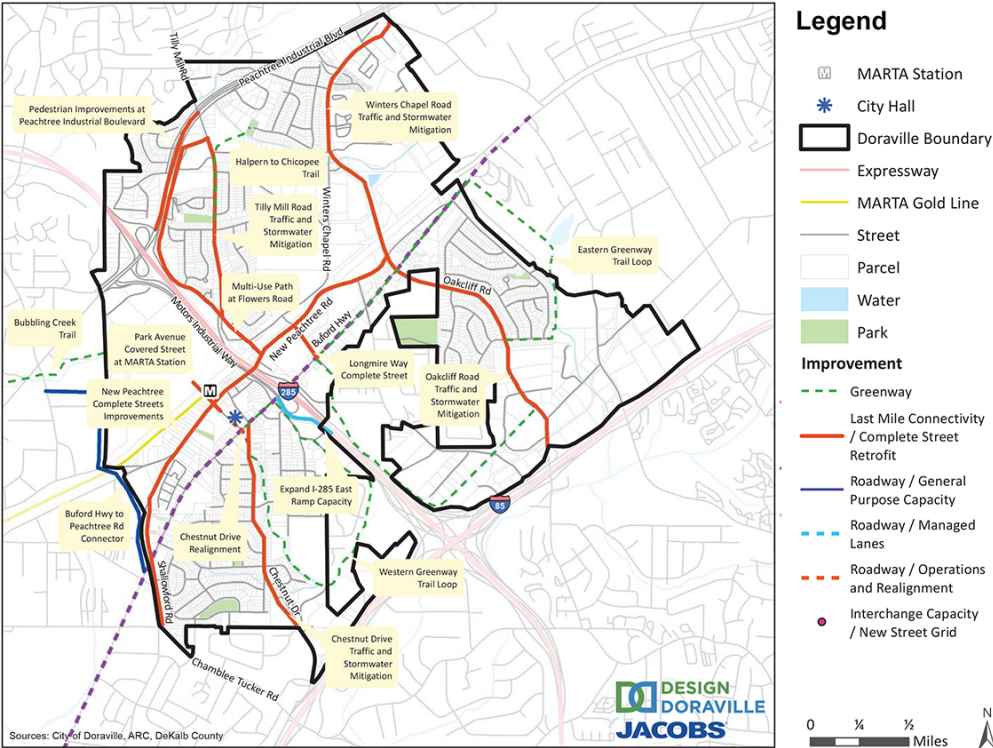 Tilly Mill Rd
Peachtree Industrial Blvd
Pedestrian Improvements at
Peachtree Industrial Boulevard
Winters Chapel Road
Traffic and Stormwater
Mitigation
Halpern to Chicopee
Trail
Tilly Mill Road
Traffic and
Stormwater
Mitigation
Winters Chapel Rd
Eastern Greenway
Trail Loop
Multi-Use Path
at Flowers Road
Oakcliff Rd
Motors Industrial Way
New Peachtree Rd
Buford Hwy
Bubbling Creek
Trail
Park Avenue
Covered Street
at MARTA Station
Longmire Way
Complete Street
Oakcliff Road
Traffic and
Stormwater
Mitigation
New Peachtree
Complete Streets
Improvements
M
285
Expand I-285 East
Ramp Capacity
85
Buford Hwy to
Peachtree Rd
Connector
Chestnut Drive
Realignment
Western Greenway
Trail Loop
Shallowford Rd
Chestnut Dr
Chestnut Drive
Traffic and
Stormwater
Mitigation
Chamblee Tucker Rd
DESIGN
DORAVILLE
JACOBS
Sources: City of Doraville, ARC, DeKalb County
Legend
M MARTA Station
City Hall
Doraville Boundary
Expressway
MARTA Gold Line
Street
Parcel
Water
Park
Improvement
Greenway
Last Mile Connectivity
/ Complete Street
Retrofit
Roadway / General
Purpose Capacity
Roadway / Managed
Lanes
Roadway / Operations
and Realignment
Interchange Capacity
/ New Street Grid
N
0 ¼ ½
Miles